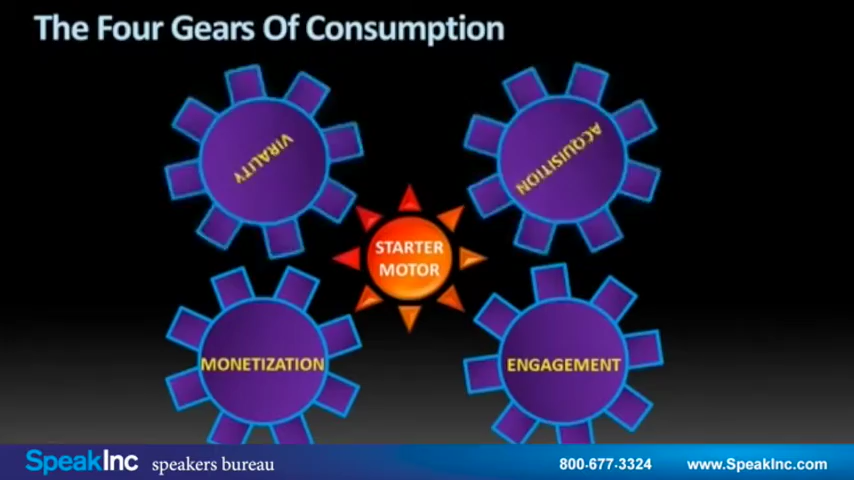 The Four Gears Of Consumption
VIRALITY
ACQUISITION
STARTER
MOTOR
MONETIZATION
ENGAGEMENT
SpeakInc speakers bureau
800-677-3324
www.SpeakInc.com